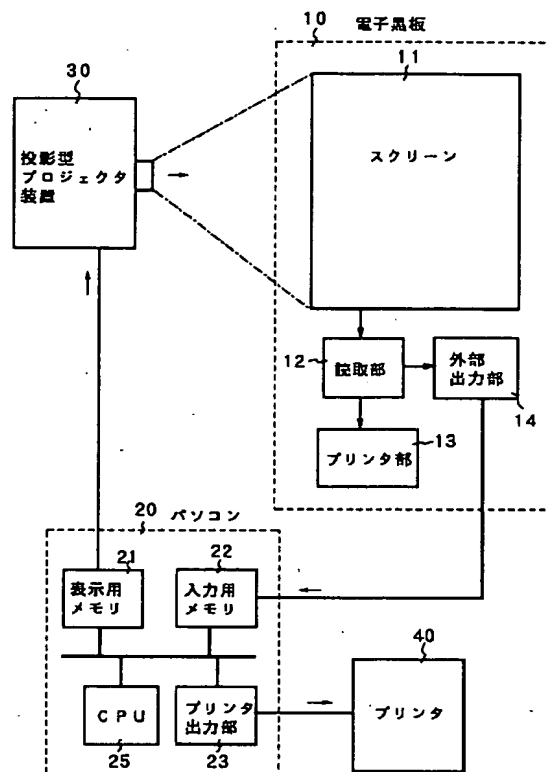 10 電子黒板
11
スクリーン
30
投影型
プロジェクタ
装置
12
読取部
外部
出力部
14
プリンタ部
13
20 パソコン
21
表示用
メモリ
22
入力用
メモリ
CPU
25
プリンタ
出力部
23
40
プリンタ